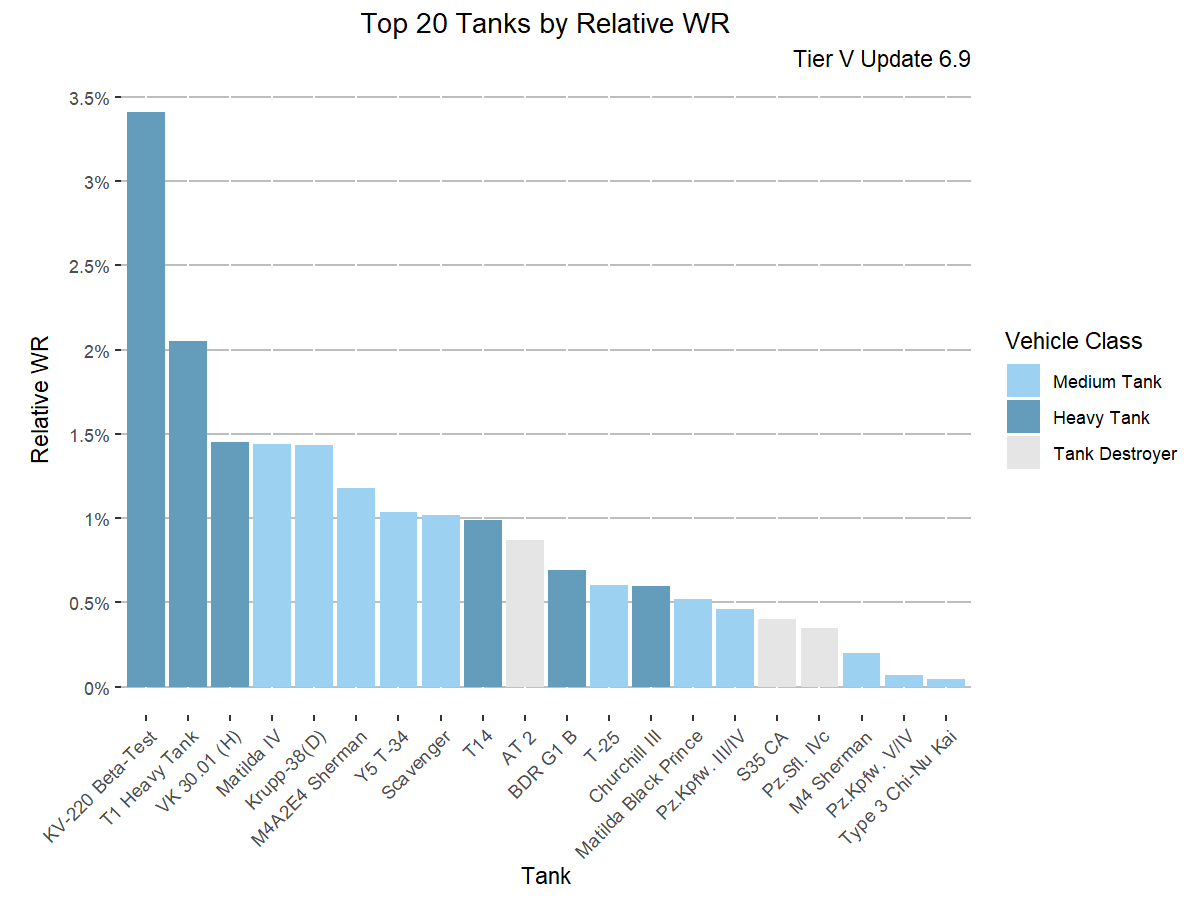 Top 20 Tanks by Relative WR
Tier V Update 6.9
3.5%
3%
2.5%
2%
1.5%
1%
0.5%
0%
Relative WR
KV-220 Beta-Test
T1 Heavy Tank
VK 30.01 (H)
Matilda IV
Krupp-38(D)
M4A2E4 Sherman
Y5 T-34
Scavenger
T14
AT 2
BDR G1 B
T-25
Churchill III
Matilda Black Prince
Pz.Kpfw. III/IV
S35 CA
Pz.Sfl. IVc
M4 Sherman
Pz.Kpfw. V/IV
Type 3 Chi-Nu Kai
Tank
Vehicle Class
Medium Tank
Heavy Tank
Tank Destroyer